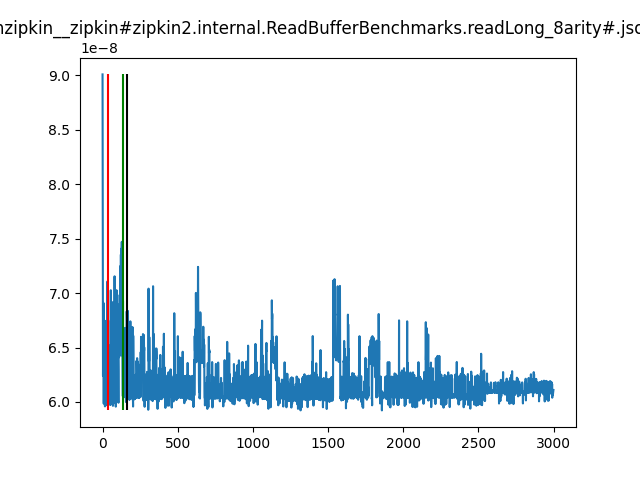 nzipkin__zipkin#zipkin2.internal.ReadBufferBenchmarks.readLong_8arity#.jso
1e−8
9.0
8.5
8.0
7.5
7.0
6.5
6.0
0 500 1000 1500 2000 2500 3000